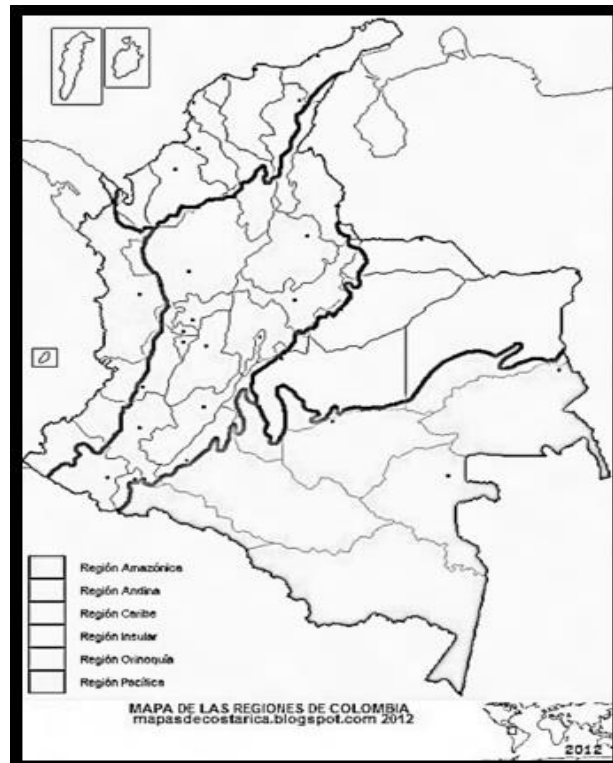 Región Amazónica
Región Andina
Región Caribe
Región Insular
Región Orinoquía
Región Pacífica
MAPA DE LAS REGIONES DE COLOMBIA
mapasdecostarica.blogspot.com 2012
2012